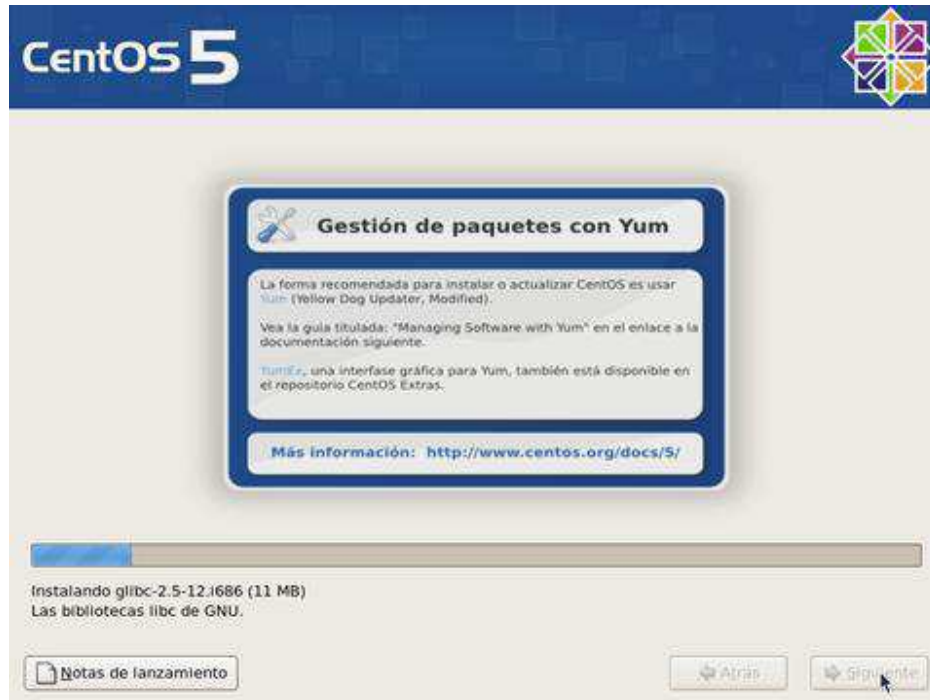 CentOS 5
Gestión de paquetes con Yum
La forma recomendada para instalar o actualizar CentOS es usar
Yum (Yellow Dog Updater, Modified).
Vea la guía titulada: "Managing Software with Yum" en el enlace a la
documentación siguiente.
YumEx, una interfase gráfica para Yum, también está disponible en
el repositorio CentOS Extras.
Más información: http://www.centos.org/docs/5/
Instalando glibc-2.5-12.i686 (11 MB)
Las bibliotecas libc de GNU.
Notas de lanzamiento
Atrás
Siguiente